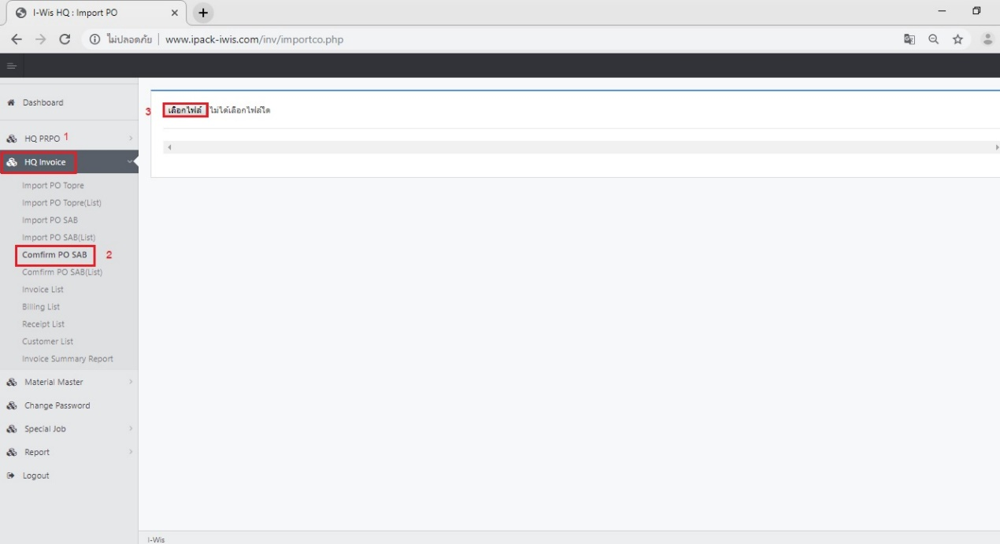 I-Wis HQ : Import PO
ไม่ปลอดภัย | www.ipack-iwis.com/inv/importco.php
Dashboard
3 เลือกไฟล์ ไม่ได้เลือกไฟล์ใด
HQ PRPO 1
HQ Invoice
Import PO Topre
Import PO Topre(List)
Import PO SAB
Import PO SAB(List)
Comfirm PO SAB 2
Comfirm PO SAB(List)
Invoice List
Billing List
Receipt List
Customer List
Invoice Summary Report
Material Master
Change Password
Special Job
Report
Logout
I-Wis